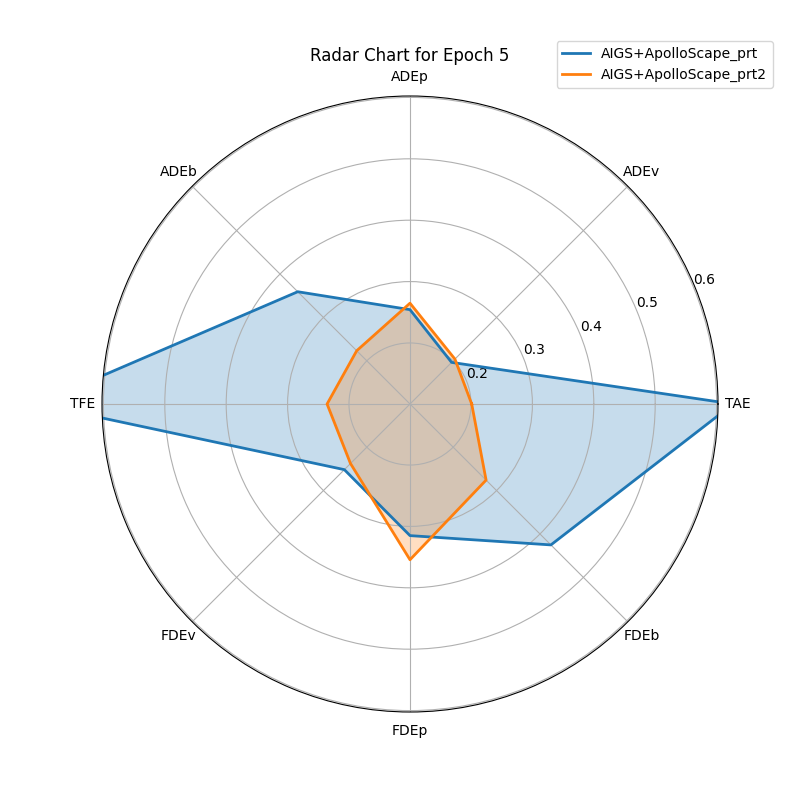 Radar Chart for Epoch 5
AIGS+ApolloScape_prt
AIGS+ApolloScape_prt2
ADEp
ADEb
ADEv
0.6
0.5
0.4
0.3
0.2
TFE
TAE
FDEv
FDEb
FDEp